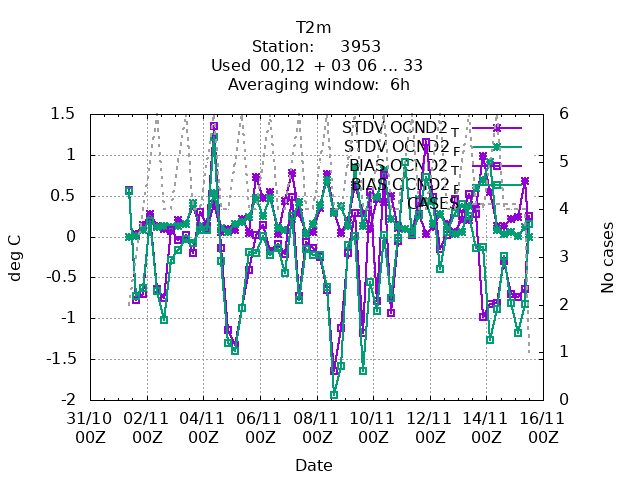 T2m
Station: 3953
Used 00,12 + 03 06 ... 33
Averaging window: 6h
1.5
1
0.5
0
-0.5
-1
-1.5
-2
deg C
6
5
4
3
2
1
0
No cases
STDV OCND2 T
STDV OCND2 F
BIAS OCND2 T
BIAS OCND2 F
CASES
31/10 02/11 04/11 06/11 08/11 10/11 12/11 14/11 16/11
00Z 00Z 00Z 00Z 00Z 00Z 00Z 00Z 00Z
Date